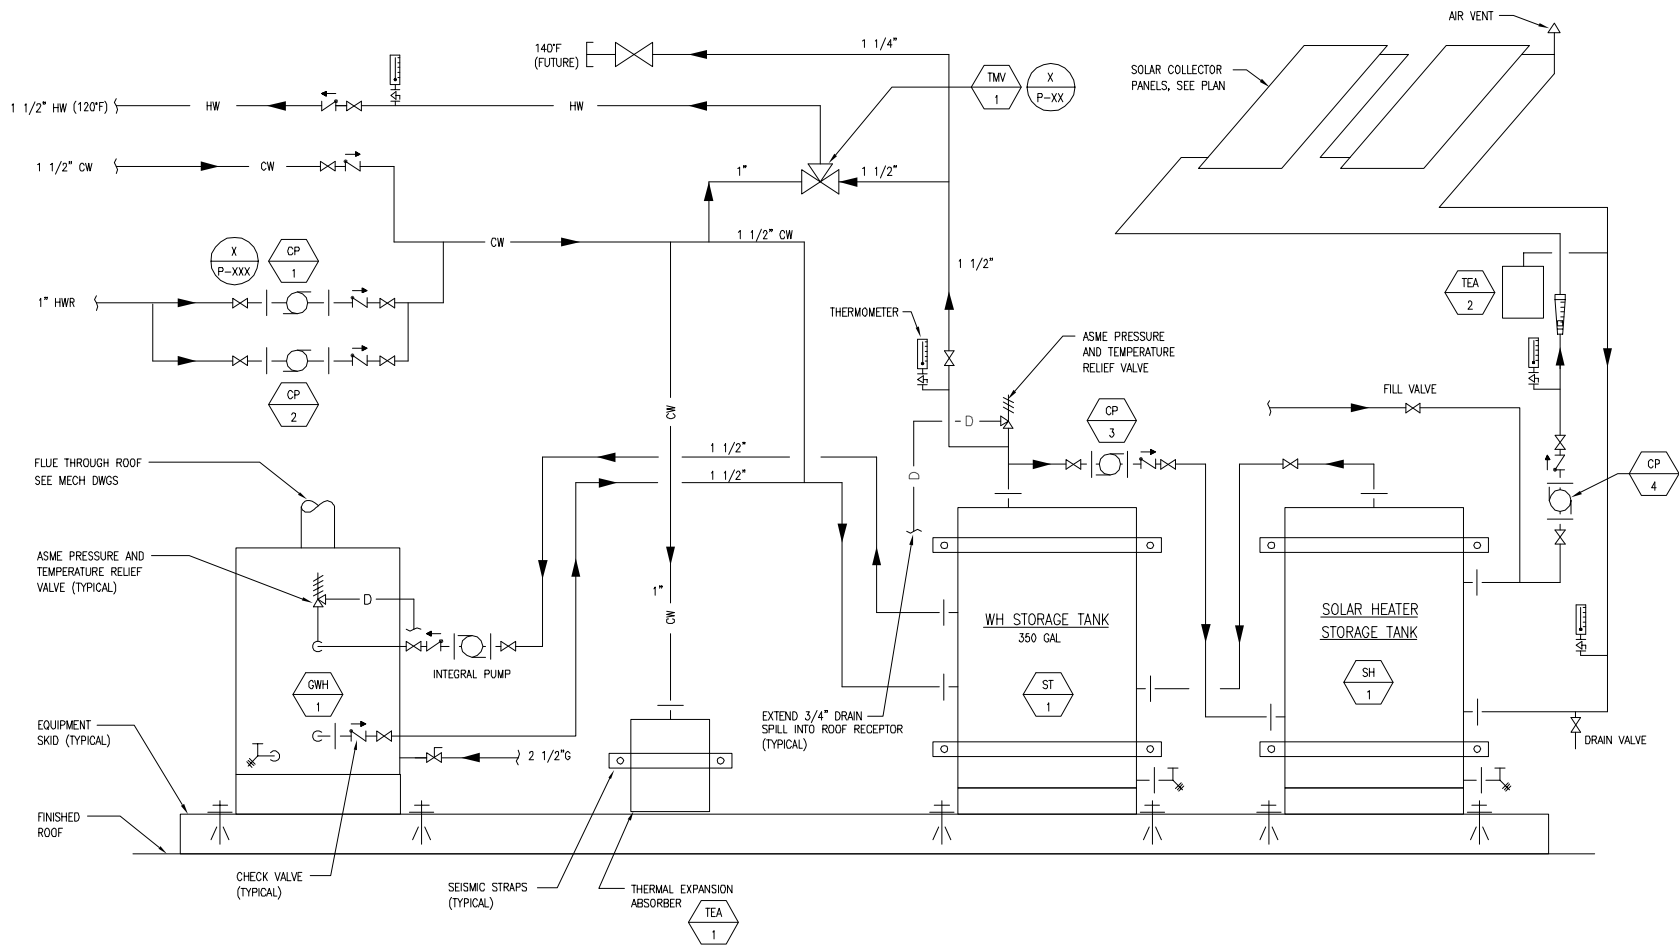 AIR VENT
140°F
(FUTURE)
1 1/4"
SOLAR COLLECTOR
PANELS, SEE PLAN
TMV
1
X
P-XX
1 1/2" HW (120°F)
HW
HW
1 1/2" CW
CW
1"
1 1/2"
X
P-XXX
CP
1
CW
1 1/2" CW
1 1/2"
TEA
2
1" HWR
THERMOMETER
ASME PRESSURE
AND TEMPERATURE
RELIEF VALVE
CP
2
CW
D
CP
3
FILL VALVE
1 1/2"
1 1/2"
D
CP
4
FLUE THROUGH ROOF
SEE MECH DWGS
ASME PRESSURE AND
TEMPERATURE RELIEF
VALVE (TYPICAL)
D
1"
CW
WH STORAGE TANK
350 GAL
SOLAR HEATER
STORAGE TANK
INTEGRAL PUMP
GWH
1
ST
1
SH
1
EQUIPMENT
SKID (TYPICAL)
EXTEND 3/4" DRAIN
SPILL INTO ROOF RECEPTOR
(TYPICAL)
DRAIN VALVE
2 1/2"G
FINISHED
ROOF
CHECK VALVE
(TYPICAL)
SEISMIC STRAPS
(TYPICAL)
THERMAL EXPANSION
ABSORBER
TEA
1